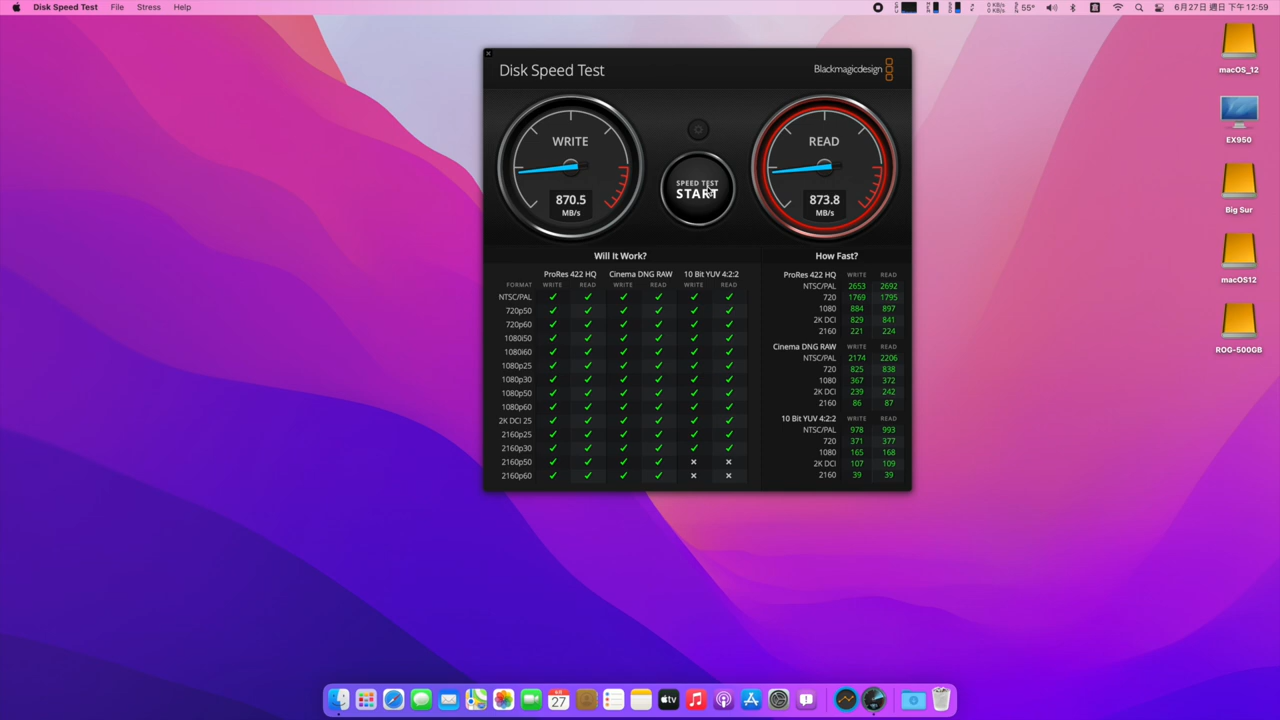 Disk Speed Test File Stress Help
0 KB/s
0 KB/s
55°
6月27日 週日 下午 12:59
macOS_12
EX950
Big Sur
macOS12
ROG-500GB
Disk Speed Test
Blackmagicdesign
WRITE
870.5
MB/s
SPEED TEST
START
READ
873.8
MB/s
Will It Work?
ProRes 422 HQ Cinema DNG RAW 10 Bit YUV 4:2:2
FORMAT WRITE READ WRITE READ WRITE READ
NTSC/PAL ✓ ✓ ✓ ✓ ✓ ✓
720p50 ✓ ✓ ✓ ✓ ✓ ✓
720p60 ✓ ✓ ✓ ✓ ✓ ✓
1080i50 ✓ ✓ ✓ ✓ ✓ ✓
1080i60 ✓ ✓ ✓ ✓ ✓ ✓
1080p25 ✓ ✓ ✓ ✓ ✓ ✓
1080p30 ✓ ✓ ✓ ✓ ✓ ✓
1080p50 ✓ ✓ ✓ ✓ ✓ ✓
1080p60 ✓ ✓ ✓ ✓ ✓ ✓
2K DCI 25 ✓ ✓ ✓ ✓ ✓ ✓
2160p25 ✓ ✓ ✓ ✓ ✓ ✓
2160p30 ✓ ✓ ✓ ✓ ✓ ✓
2160p50 ✓ ✓ ✓ ✓ × ×
2160p60 ✓ ✓ ✓ ✓ × ×
How Fast?
ProRes 422 HQ WRITE READ
NTSC/PAL 2653 2692
720 1769 1795
1080 884 897
2K DCI 829 841
2160 221 224
Cinema DNG RAW WRITE READ
NTSC/PAL 2174 2206
720 825 838
1080 367 372
2K DCI 239 242
2160 86 87
10 Bit YUV 4:2:2 WRITE READ
NTSC/PAL 978 993
720 371 377
1080 165 168
2K DCI 107 109
2160 39 39
27
tv